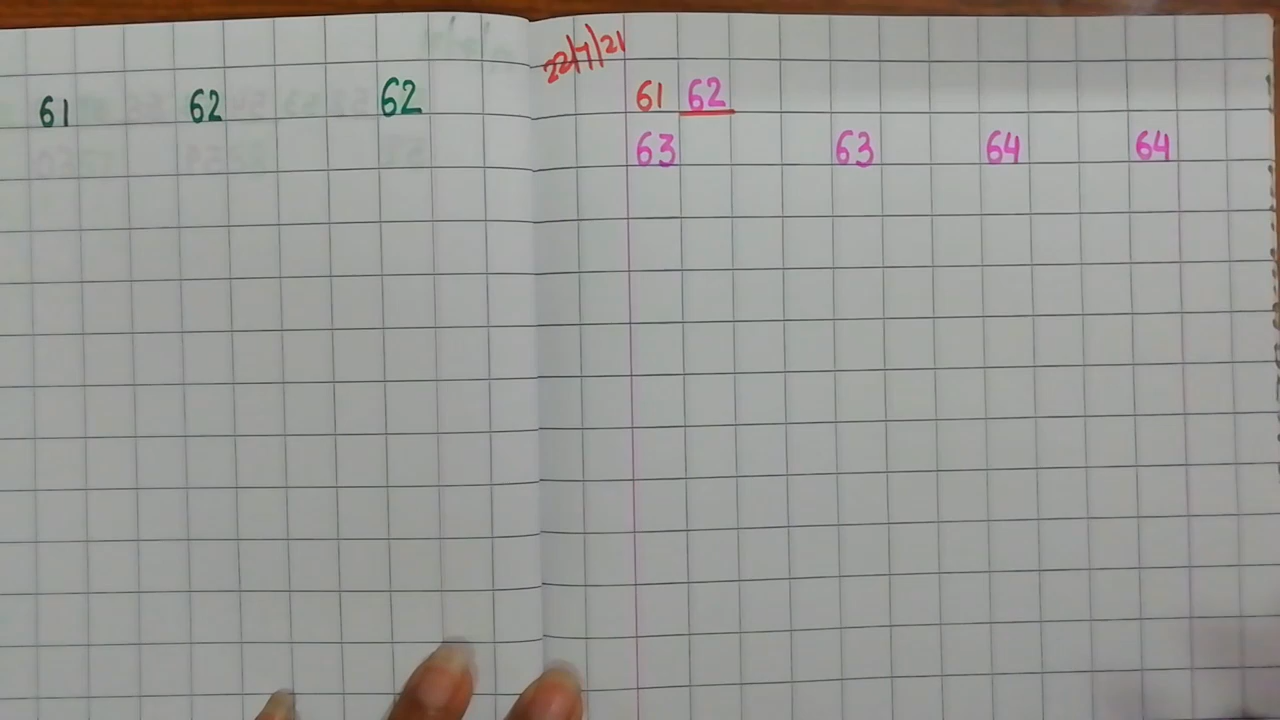 61 62 62
22/7/21
61 62
63 63 64 64